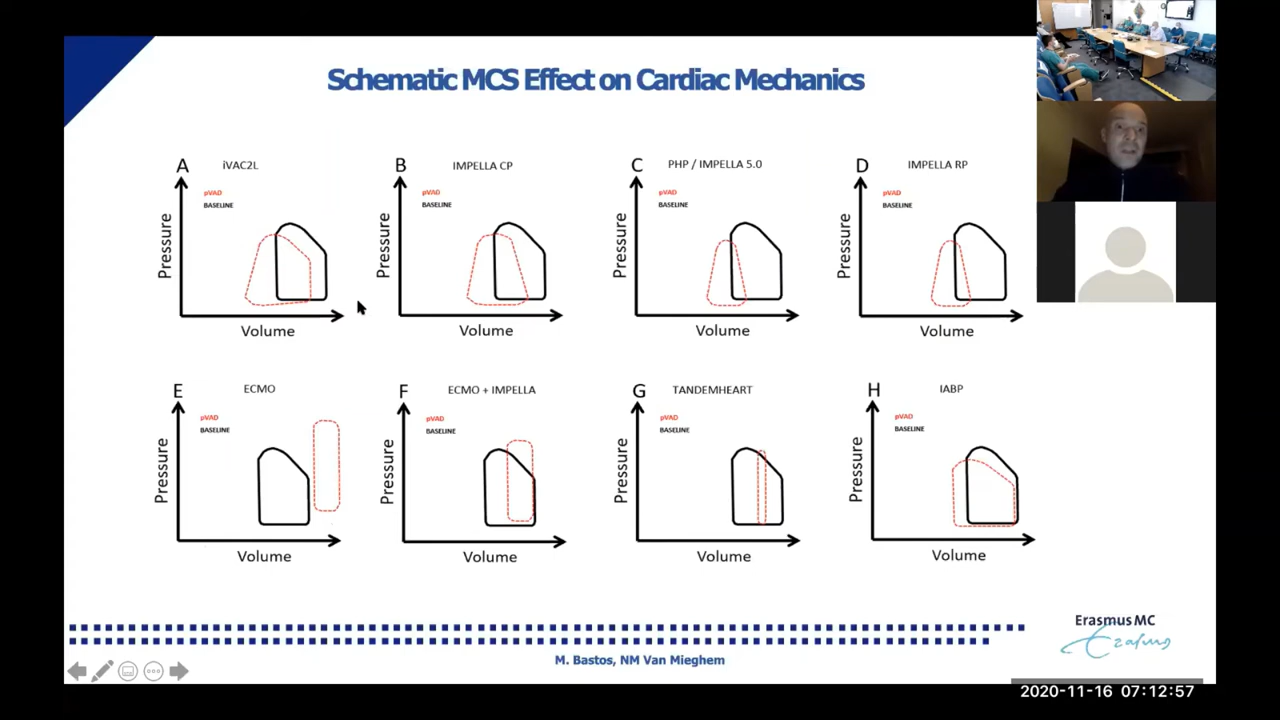 Schematic MCS Effect on Cardiac Mechanics
A
iVAC2L
pVAD
BASELINE
Pressure
Volume
B
IMPELLA CP
pVAD
BASELINE
Pressure
Volume
C
PHP / IMPELLA 5.0
pVAD
BASELINE
Pressure
Volume
D
IMPELLA RP
pVAD
BASELINE
Pressure
Volume
E
ECMO
pVAD
BASELINE
Pressure
Volume
F
ECMO + IMPELLA
pVAD
BASELINE
Pressure
Volume
G
TANDEMHEART
pVAD
BASELINE
Pressure
Volume
H
IABP
pVAD
BASELINE
Pressure
Volume
Erasmus MC
Erasmus
M. Bastos, NM Van Mieghem
2020-11-16 07:12:57